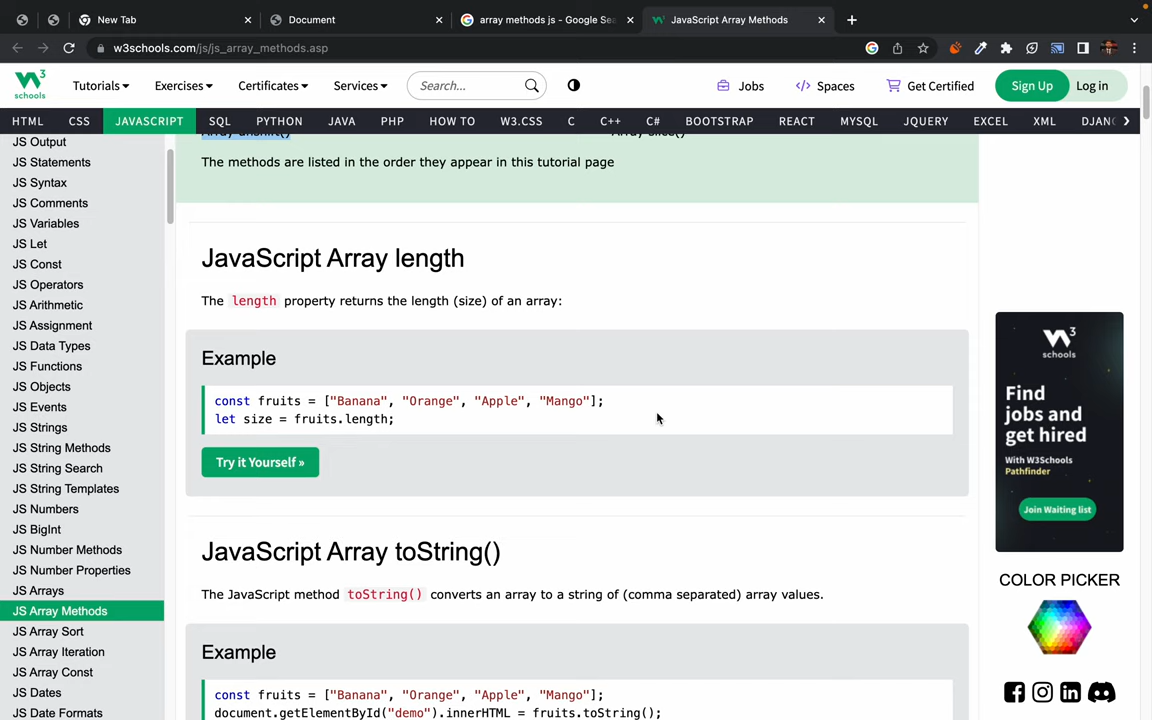 New Tab
Document
array methods js - Google Sea
JavaScript Array Methods
w3schools.com/js/js_array_methods.asp
W3
schools
Tutorials
Exercises
Certificates
Services
Search...
Jobs
</> Spaces
Get Certified
Sign Up
Log in
HTML
CSS
JAVASCRIPT
SQL
PYTHON
JAVA
PHP
HOW TO
W3.CSS
C
C++
C#
BOOTSTRAP
REACT
MYSQL
JQUERY
EXCEL
XML
DJANG
JS Output
JS Statements
JS Syntax
JS Comments
JS Variables
JS Let
JS Const
JS Operators
JS Arithmetic
JS Assignment
JS Data Types
JS Functions
JS Objects
JS Events
JS Strings
JS String Methods
JS String Search
JS String Templates
JS Numbers
JS BigInt
JS Number Methods
JS Number Properties
JS Arrays
JS Array Methods
JS Array Sort
JS Array Iteration
JS Array Const
JS Dates
JS Date Formats
Array unshift()
Array slice()
The methods are listed in the order they appear in this tutorial page
JavaScript Array length
The length property returns the length (size) of an array:
Example
const fruits = ["Banana", "Orange", "Apple", "Mango"];
let size = fruits.length;
Try it Yourself »
JavaScript Array toString()
The JavaScript method toString() converts an array to a string of (comma separated) array values.
Example
const fruits = ["Banana", "Orange", "Apple", "Mango"];
document.getElementById("demo").innerHTML = fruits.toString();
W3
schools
Find
jobs and
get hired
With W3Schools
Pathfinder
Join Waiting list
COLOR PICKER